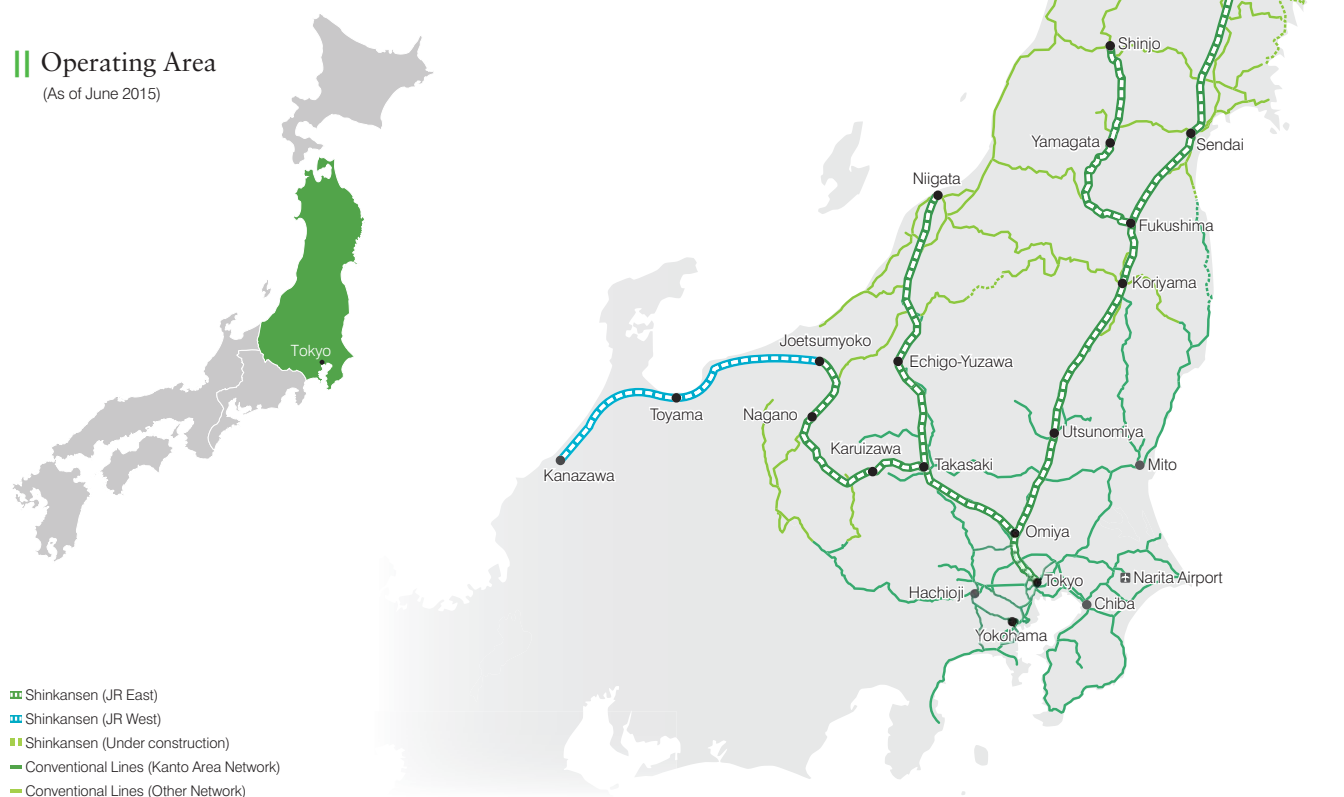 Operating Area
(As of June 2015)
Tokyo
Shinjo
Yamagata
Sendai
Niigata
Fukushima
Koriyama
Joetsumyoko
Echigo-Yuzawa
Toyama
Nagano
Utsunomiya
Karuizawa
Takasaki
Mito
Kanazawa
Omiya
Tokyo
Narita Airport
Hachioji
Chiba
Yokohama
Shinkansen (JR East)
Shinkansen (JR West)
Shinkansen (Under construction)
Conventional Lines (Kanto Area Network)
Conventional Lines (Other Network)